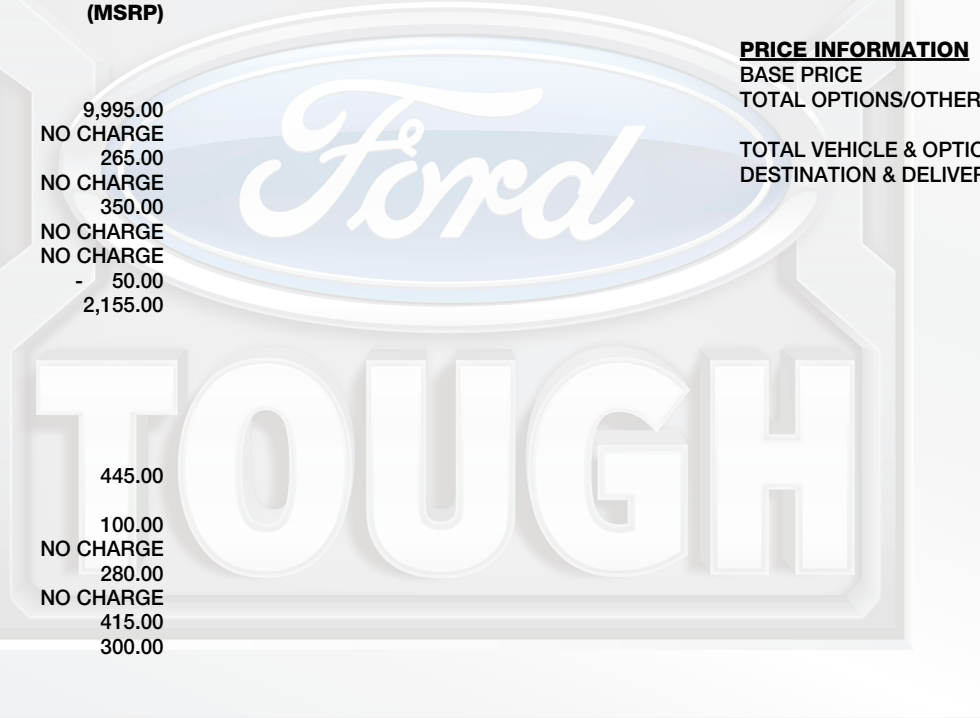 (MSRP)
9,995.00
NO CHARGE
265.00
NO CHARGE
350.00
NO CHARGE
NO CHARGE
- 50.00
2,155.00
445.00
100.00
NO CHARGE
280.00
NO CHARGE
415.00
300.00
Ford
TOUGH
PRICE INFORMATION
BASE PRICE
TOTAL OPTIONS/OTHER
TOTAL VEHICLE & OPTIO
DESTINATION & DELIVER